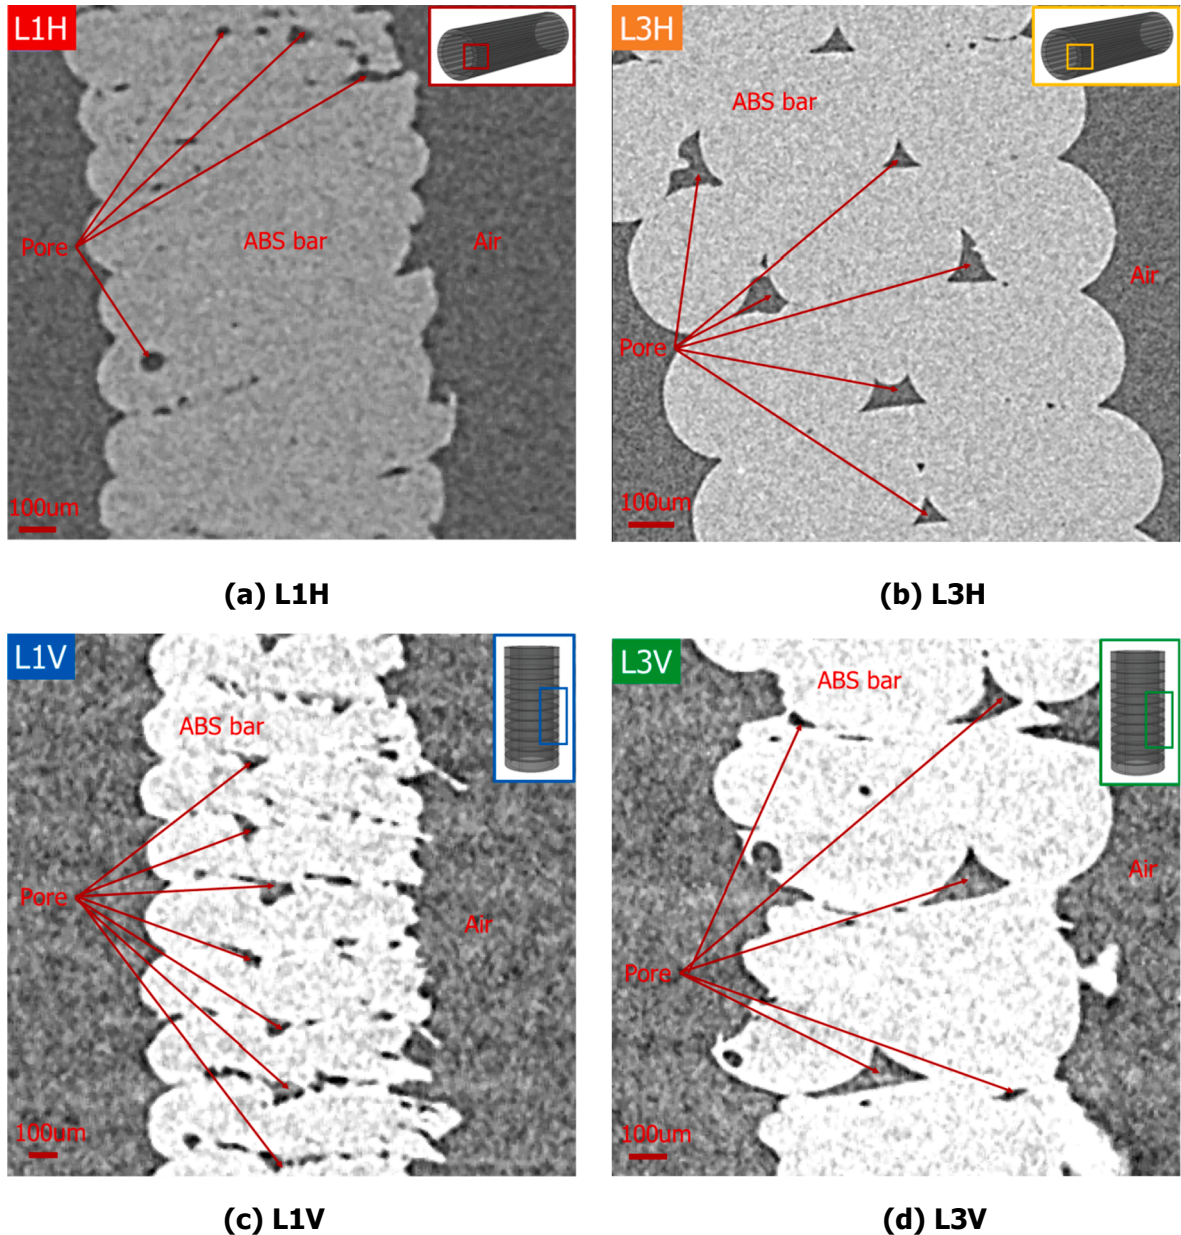 L1H
Pore
ABS bar
Air
100um
(a) L1H
L3H
ABS bar
Air
Pore
100um
(b) L3H
L1V
ABS bar
Pore
Air
100um
(c) L1V
L3V
ABS bar
Air
Pore
100um
(d) L3V